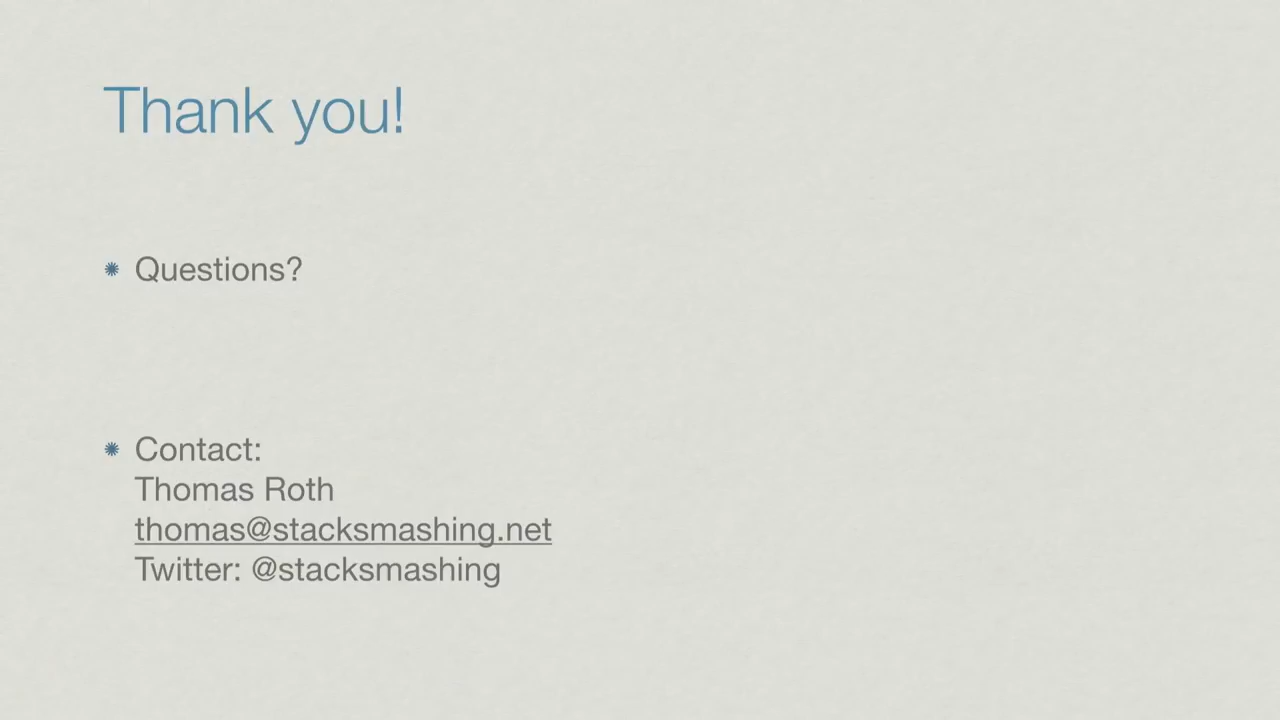 Thank you!
Questions?
Contact:
Thomas Roth
thomas@stacksmashing.net
Twitter: @stacksmashing